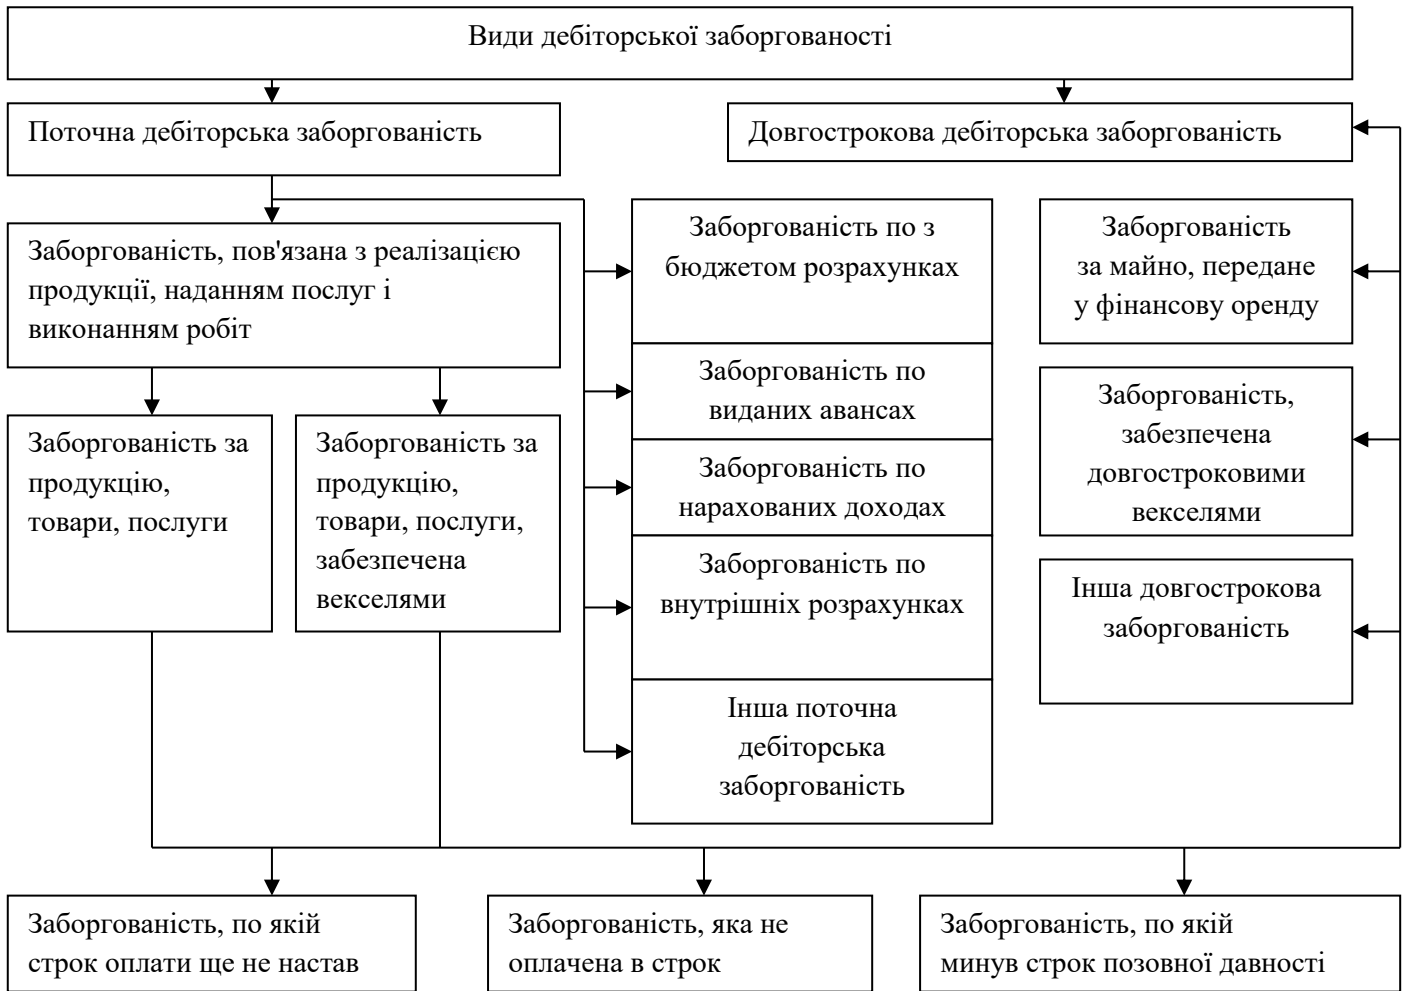 Види дебіторської заборгованості
Поточна дебіторська заборгованість
Довгострокова дебіторська заборгованість
Заборгованість, пов'язана з реалізацією
продукції, наданням послуг і
виконанням робіт
Заборгованість за
продукцію,
товари, послуги
Заборгованість за
продукцію,
товари, послуги,
забезпечена
векселями
Заборгованість по з
бюджетом розрахунках
Заборгованість по
виданих авансах
Заборгованість по
нарахованих доходах
Заборгованість по
внутрішніх розрахунках
Інша поточна
дебіторська
заборгованість
Заборгованість
за майно, передане
у фінансову оренду
Заборгованість,
забезпечена
довгостроковими
векселями
Інша довгострокова
заборгованість
Заборгованість, по якій
строк оплати ще не настав
Заборгованість, яка не
оплачена в строк
Заборгованість, по якій
минув строк позовної давності